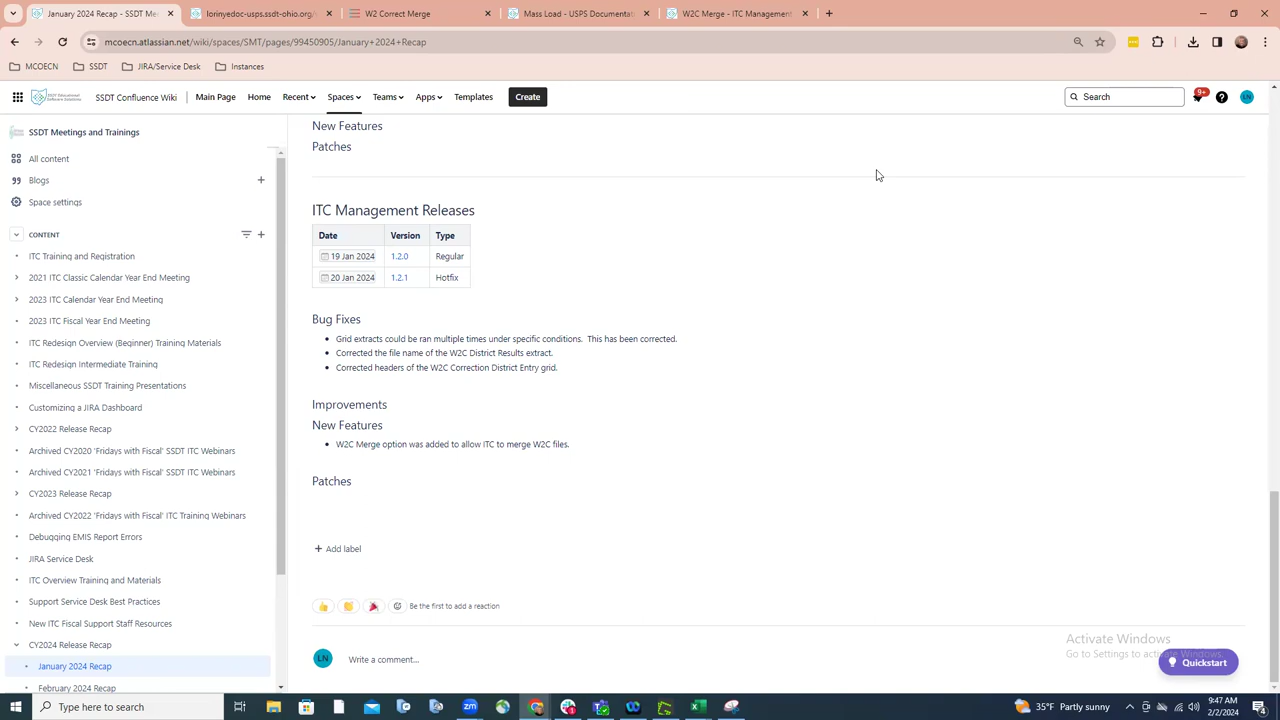 January 2024 Recap - SSDT Me
lorinyedoc-usps.ssdt-ohio.org/
W2 Correct Merge
Mass Load - USPS Documentat
W2C Merge - ITC Management
mcoecn.atlassian.net/wiki/spaces/SMT/pages/99450905/January+2024+Recap
MCOECN
SSDT
JIRA/Service Desk
Instances
SSDT Confluence Wiki
Main Page
Home
Recent
Spaces
Teams
Apps
Templates
Create
Search
9+
LN
SSDT Meetings and Trainings
All content
Blogs
Space settings
CONTENT
ITC Training and Registration
2021 ITC Classic Calendar Year End Meeting
2023 ITC Calendar Year End Meeting
2023 ITC Fiscal Year End Meeting
ITC Redesign Overview (Beginner) Training Materials
ITC Redesign Intermediate Training
Miscellaneous SSDT Training Presentations
Customizing a JIRA Dashboard
CY2022 Release Recap
Archived CY2020 'Fridays with Fiscal' SSDT ITC Webinars
Archived CY2021 'Fridays with Fiscal' SSDT ITC Webinars
CY2023 Release Recap
Archived CY2022 'Fridays with Fiscal' ITC Training Webinars
Debugging EMIS Report Errors
JIRA Service Desk
ITC Overview Training and Materials
Support Service Desk Best Practices
New ITC Fiscal Support Staff Resources
CY2024 Release Recap
January 2024 Recap
February 2024 Recap
New Features
Patches
ITC Management Releases
Date Version Type
19 Jan 2024 1.2.0 Regular
20 Jan 2024 1.2.1 Hotfix
Bug Fixes
Grid extracts could be ran multiple times under specific conditions. This has been corrected.
Corrected the file name of the W2C District Results extract.
Corrected headers of the W2C Correction District Entry grid.
Improvements
New Features
W2C Merge option was added to allow ITC to merge W2C files.
Patches
Add label
Be the first to add a reaction
LN
Write a comment...
Activate Windows
Go to Settings to activate Windows.
Quickstart
Type here to search
35°F Partly sunny
9:47 AM
2/2/2024